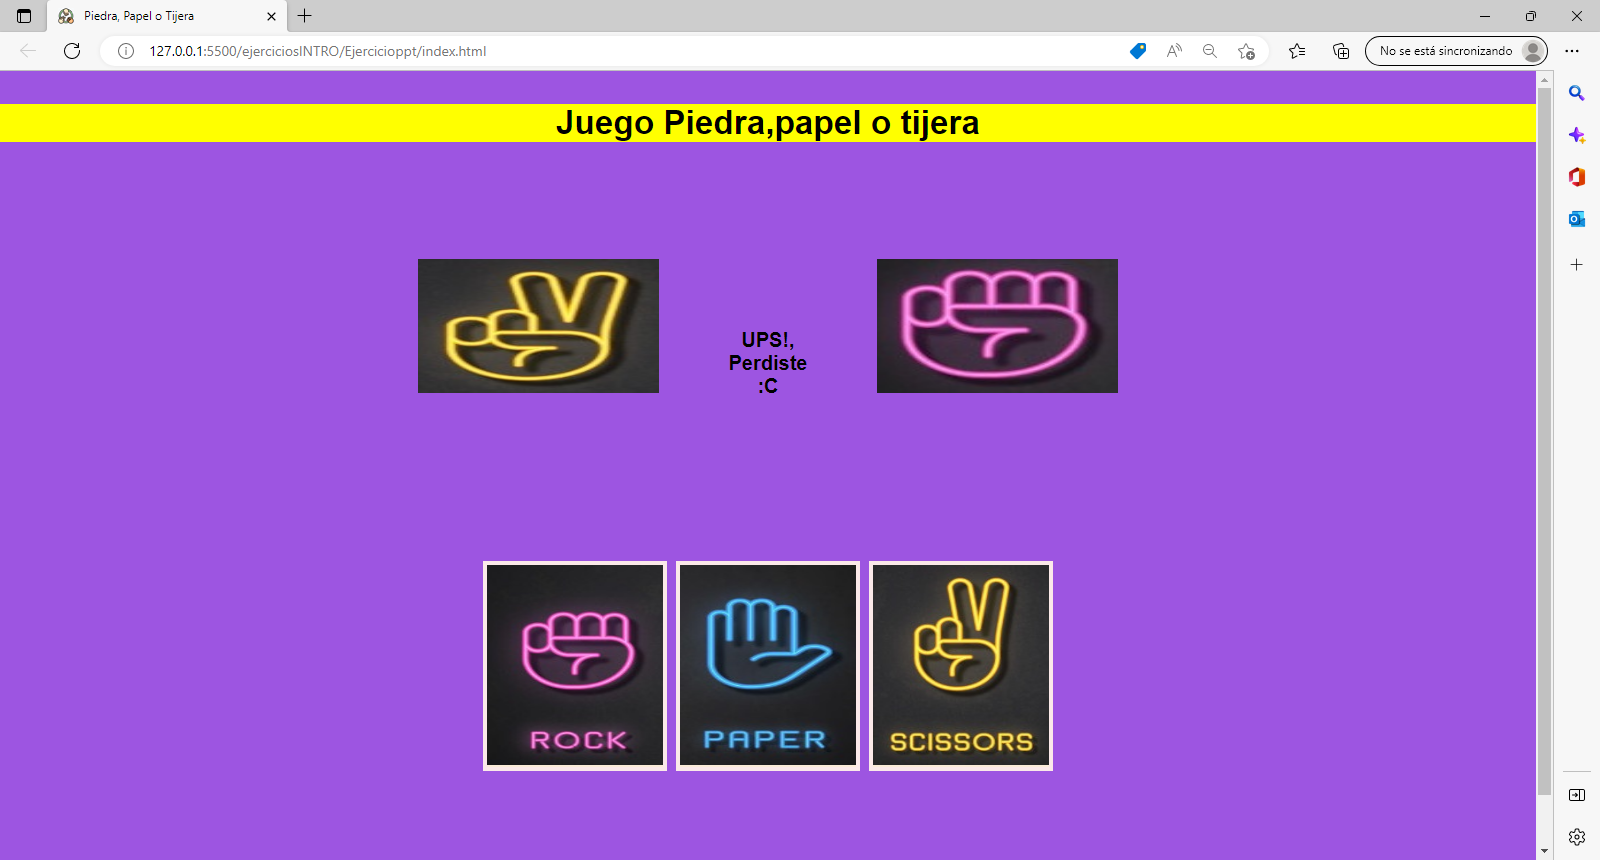 Piedra, Papel o Tijera
127.0.0.1:5500/ejerciciosINTRO/Ejercicioppt/index.html
No se está sincronizando
Juego Piedra,papel o tijera
UPS!,
Perdiste
:C
ROCK
PAPER
SCISSORS